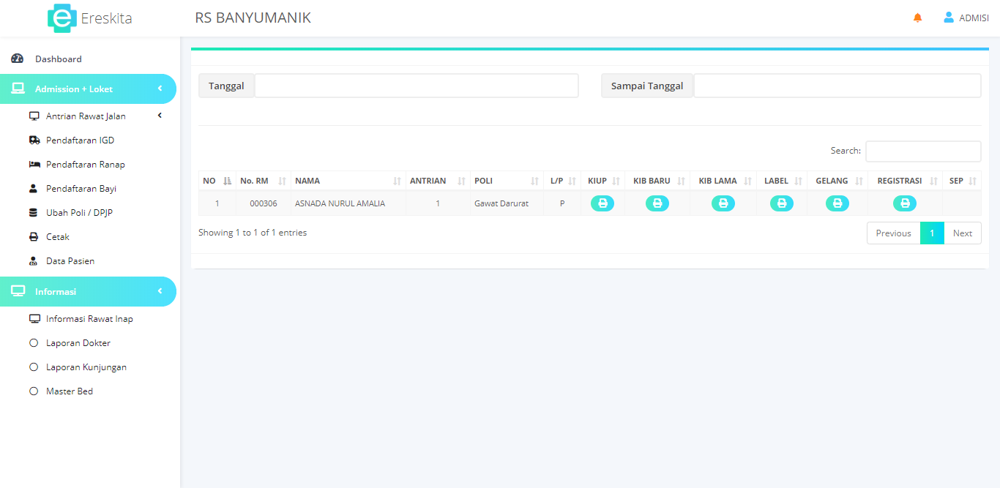 e Ereskita
RS BANYUMANIK
ADMISI
Dashboard
Admission + Loket
Antrian Rawat Jalan
Pendaftaran IGD
Pendaftaran Ranap
Pendaftaran Bayi
Ubah Poli / DPJP
Cetak
Data Pasien
Informasi
Informasi Rawat Inap
Laporan Dokter
Laporan Kunjungan
Master Bed
Tanggal
Sampai Tanggal
Search:
NO No. RM NAMA ANTRIAN POLI L/P KIUP KIB BARU KIB LAMA LABEL GELANG REGISTRASI SEP
1 000306 ASNADA NURUL AMALIA 1 Gawat Darurat P
Showing 1 to 1 of 1 entries
Previous 1 Next